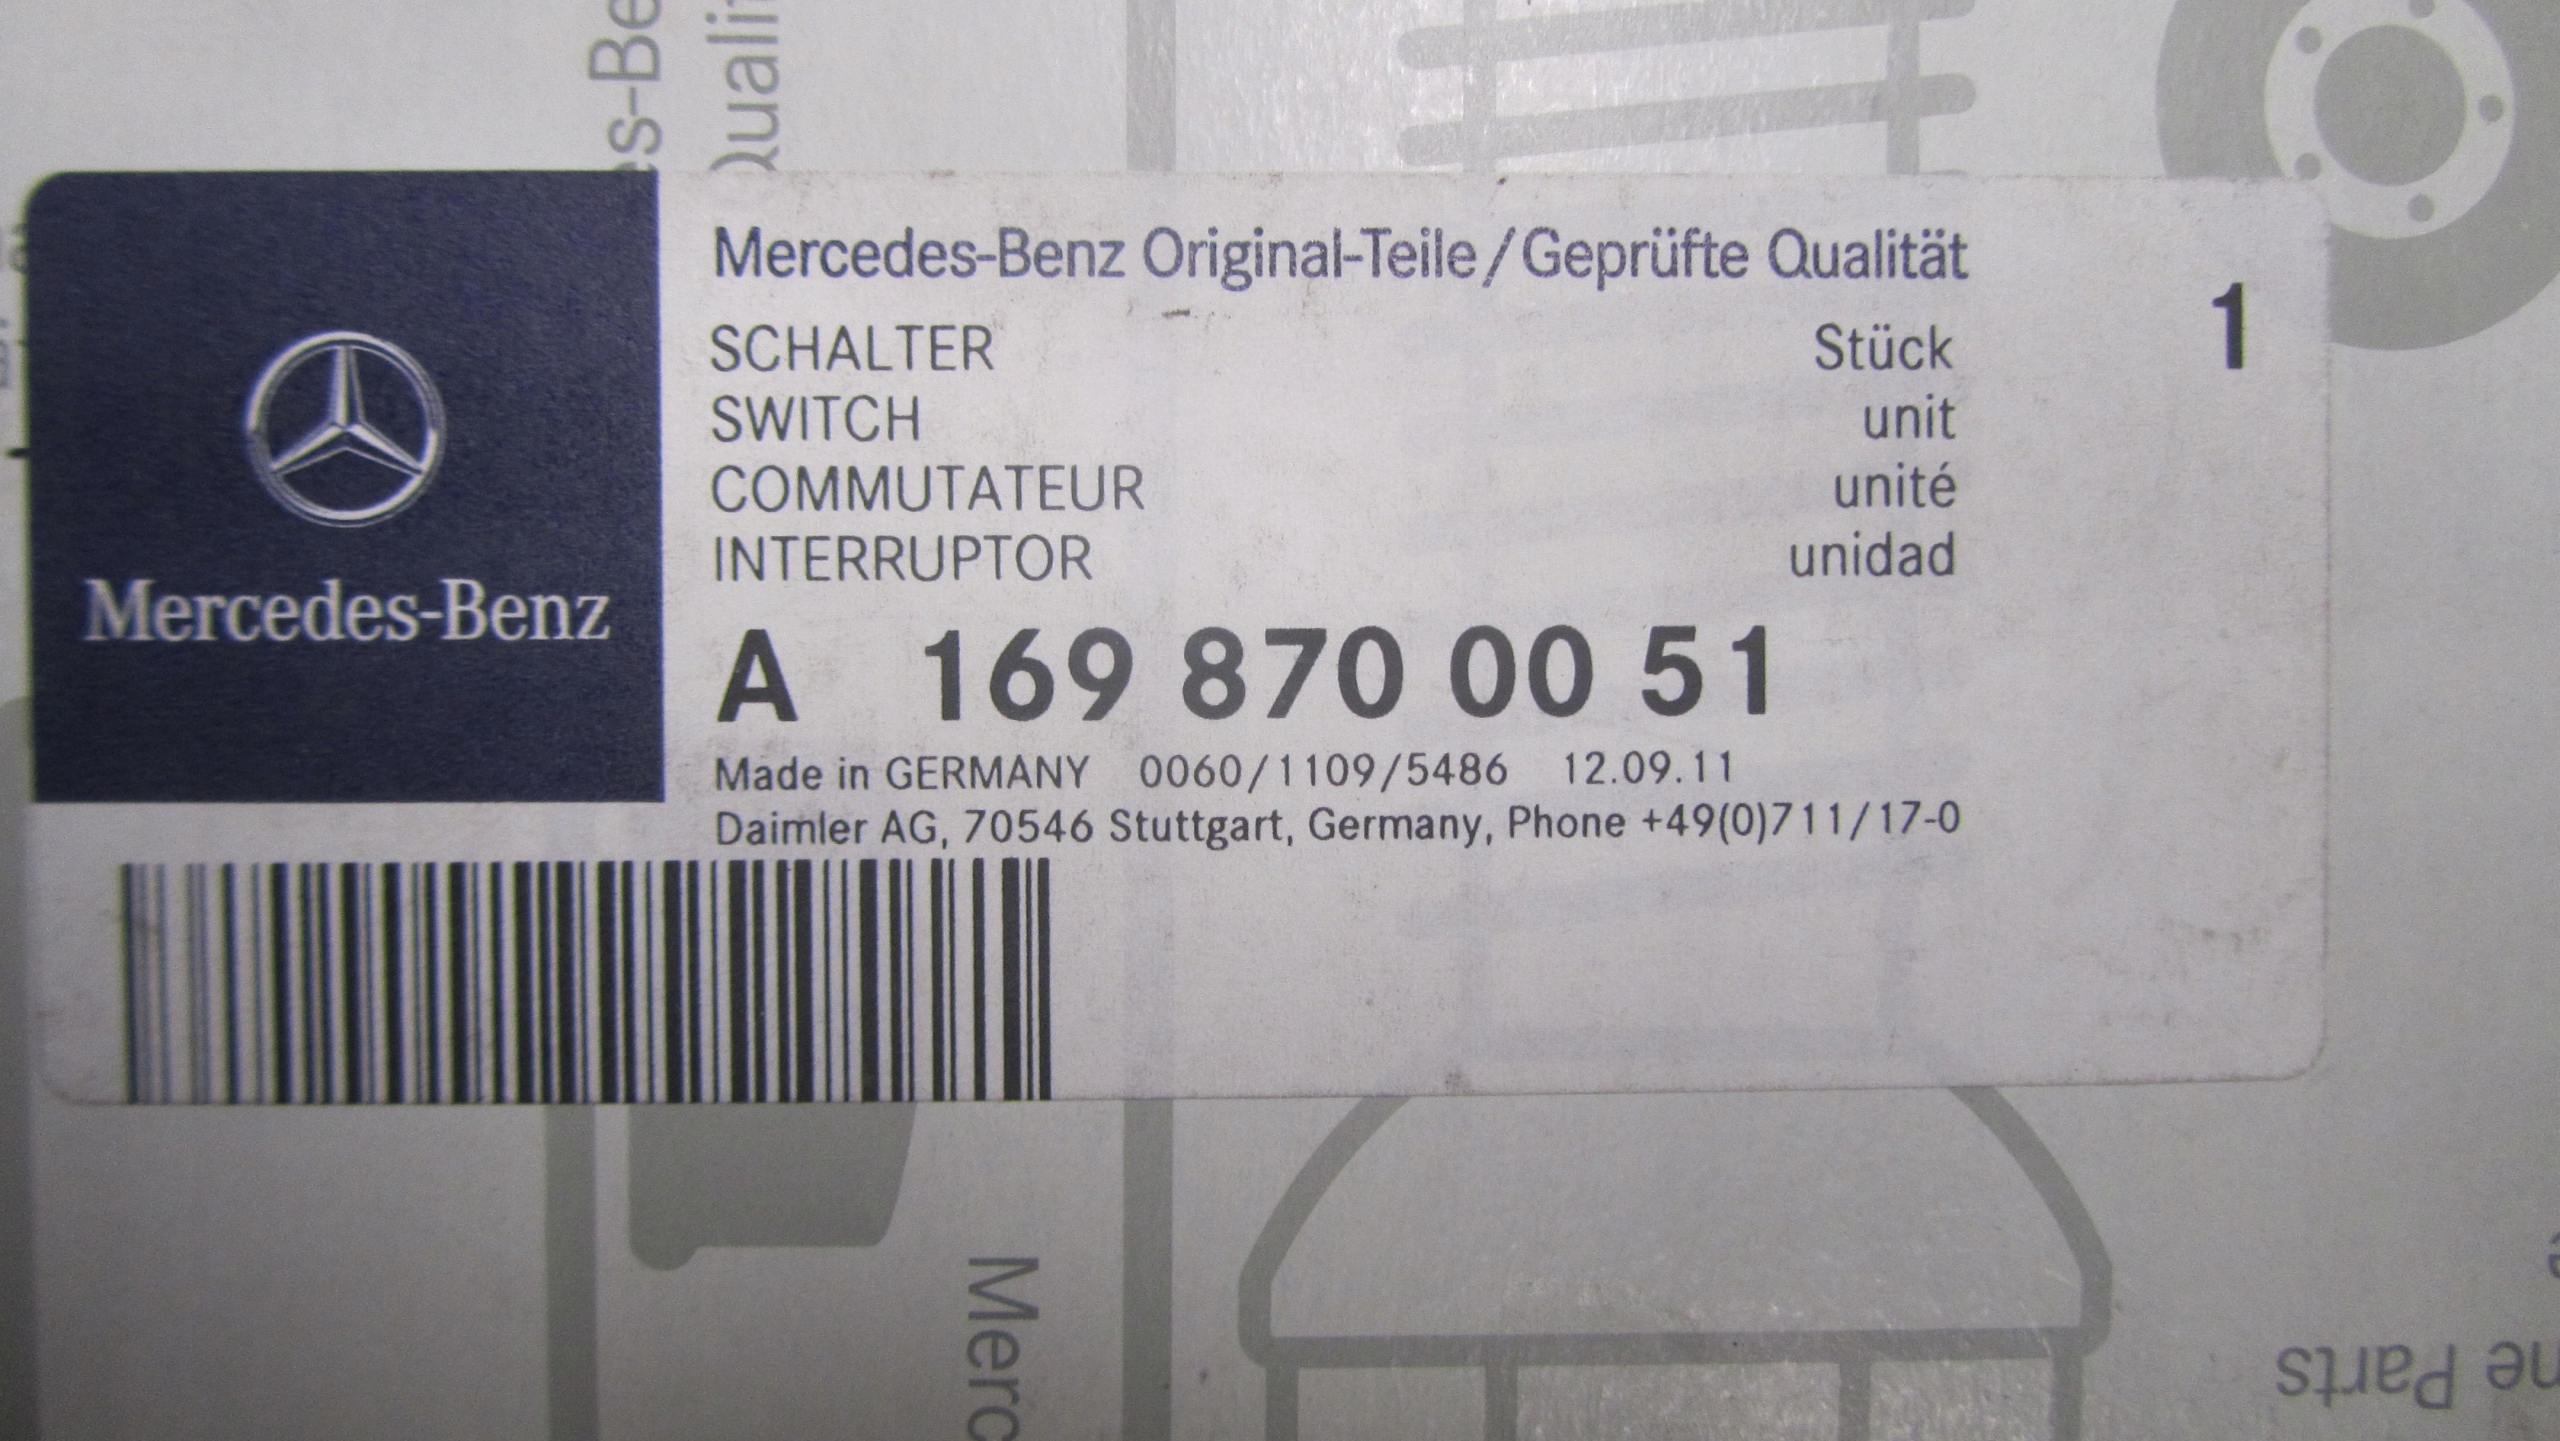 Mercedes-Benz Original-Teile/Geprüfte Qualität
SCHALTER Stück 1
SWITCH unit
COMMUTATEUR unité
INTERRUPTOR unidad
A 169 870 00 51
Made in GERMANY 0060/1109/5486 12.09.11
Daimler AG, 70546 Stuttgart, Germany, Phone +49(0)711/17-0
Mercedes-Benz
Merc
Parts